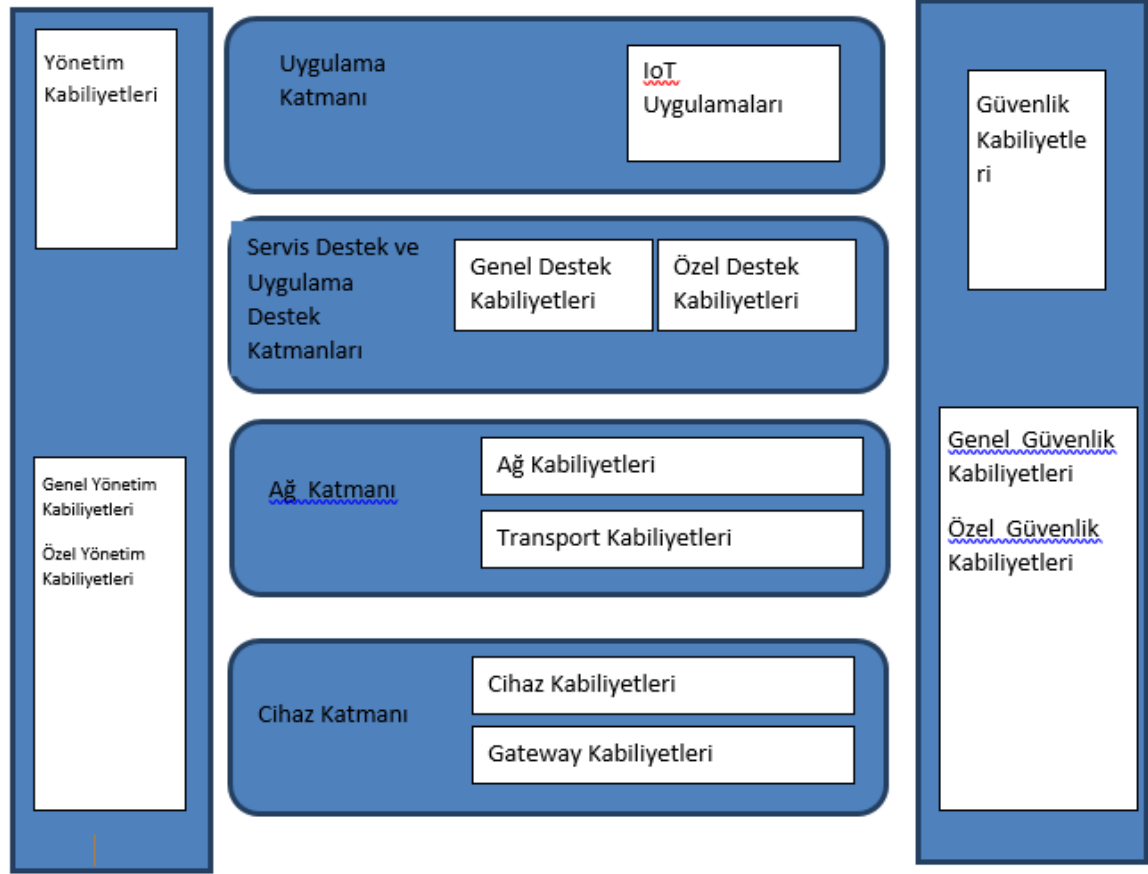 Yönetim
Kabiliyetleri
Genel Yönetim
Kabiliyetleri
Özel Yönetim
Kabiliyetleri
Uygulama
Katmanı
IoT
Uygulamaları
Servis Destek ve
Uygulama
Destek
Katmanları
Genel Destek
Kabiliyetleri
Özel Destek
Kabiliyetleri
Ağ Katmanı
Ağ Kabiliyetleri
Transport Kabiliyetleri
Cihaz Katmanı
Cihaz Kabiliyetleri
Gateway Kabiliyetleri
Güvenlik
Kabiliyetle
ri
Genel Güvenlik
Kabiliyetleri
Özel Güvenlik
Kabiliyetleri